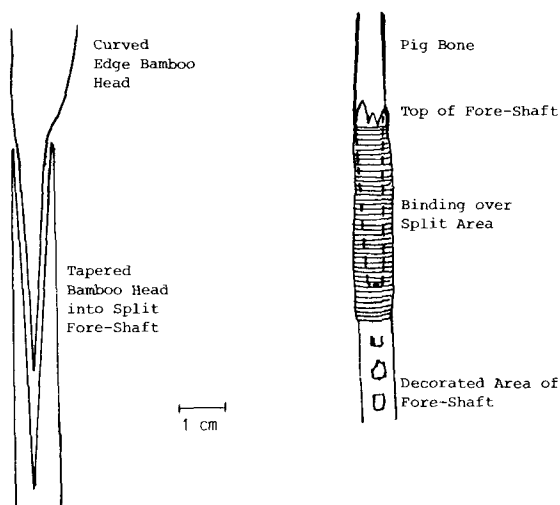 Curved
Edge Bamboo
Head
Tapered
Bamboo Head
into Split
Fore-Shaft
1 cm
Pig Bone
Top of Fore-Shaft
Binding over
Split Area
Decorated Area of
Fore-Shaft